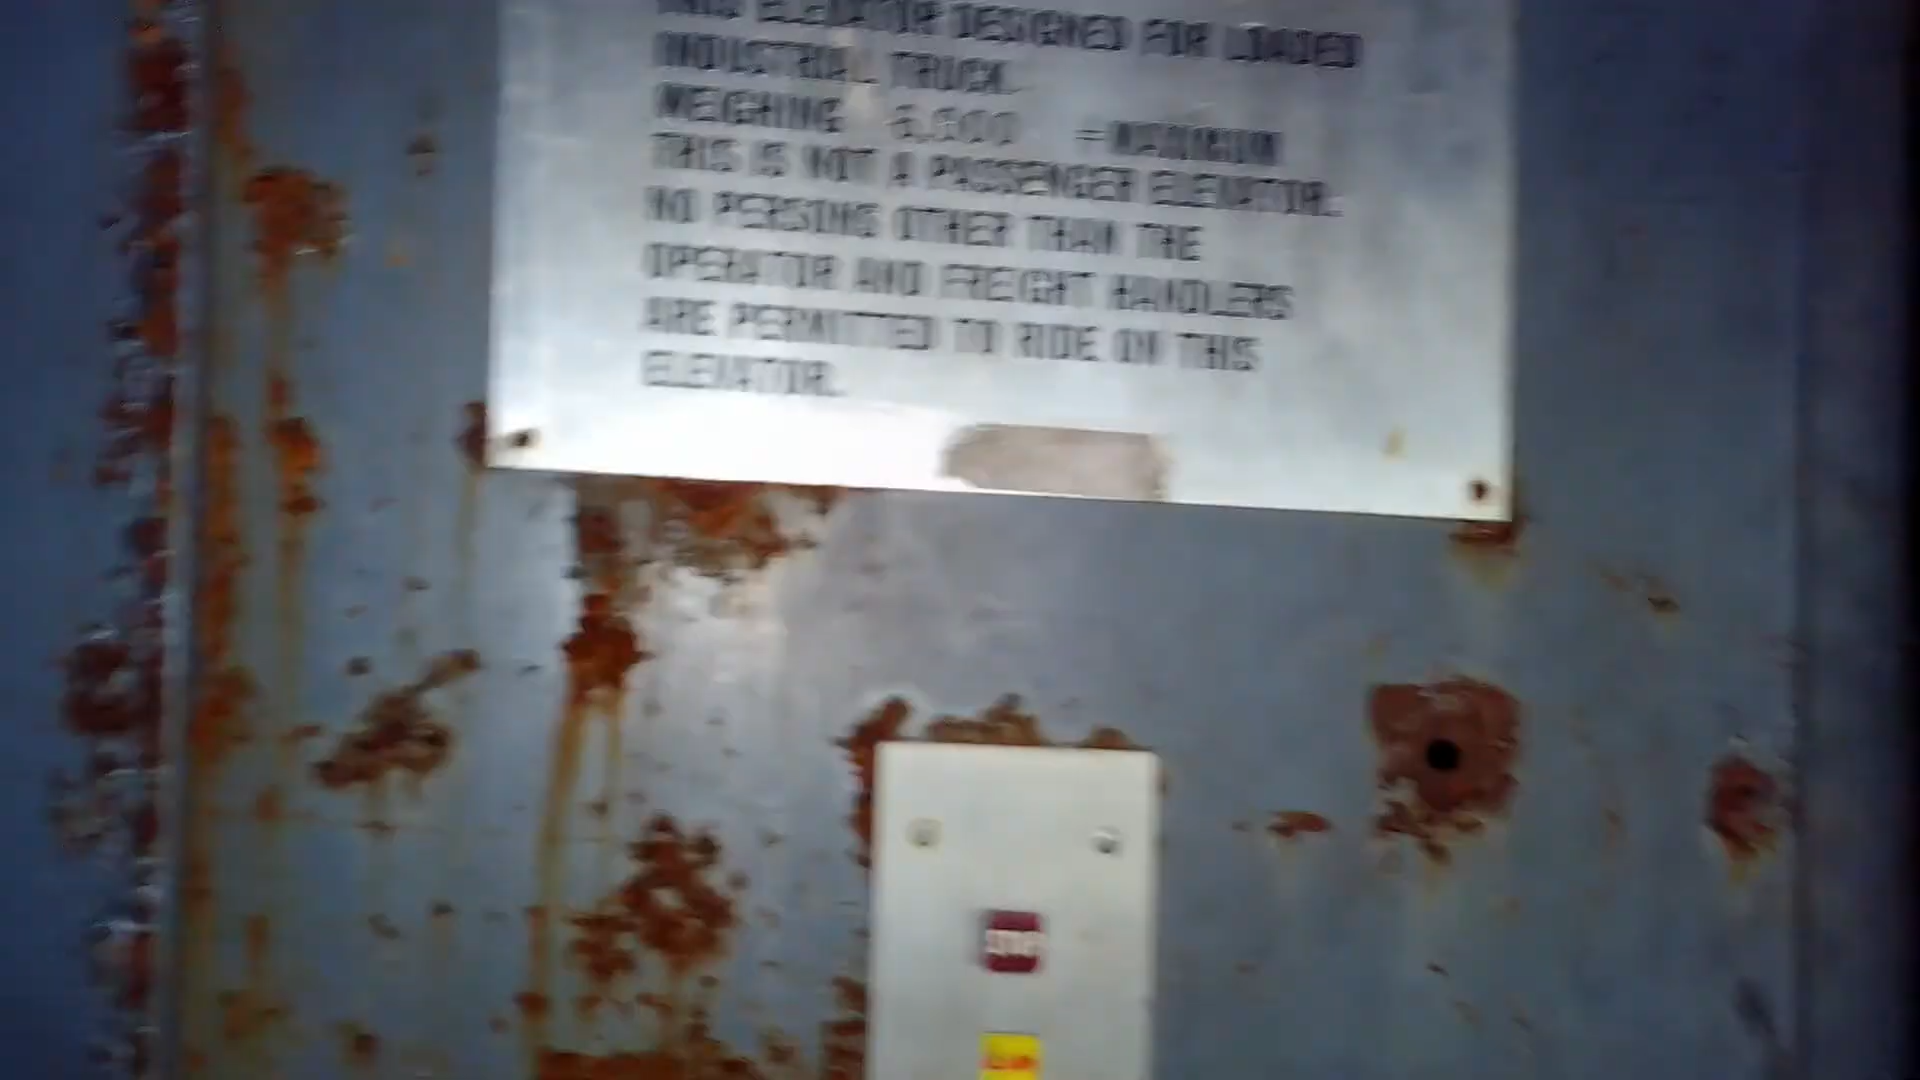 THIS ELEVATOR DESIGNED FOR LOADED
INDUSTRIAL TRUCK.
WEIGHING = MAXIMUM
THIS IS NOT A PASSENGER ELEVATOR.
NO PERSONS OTHER THAN THE
OPERATOR AND FREIGHT HANDLERS
ARE PERMITTED TO RIDE ON THIS
ELEVATOR.